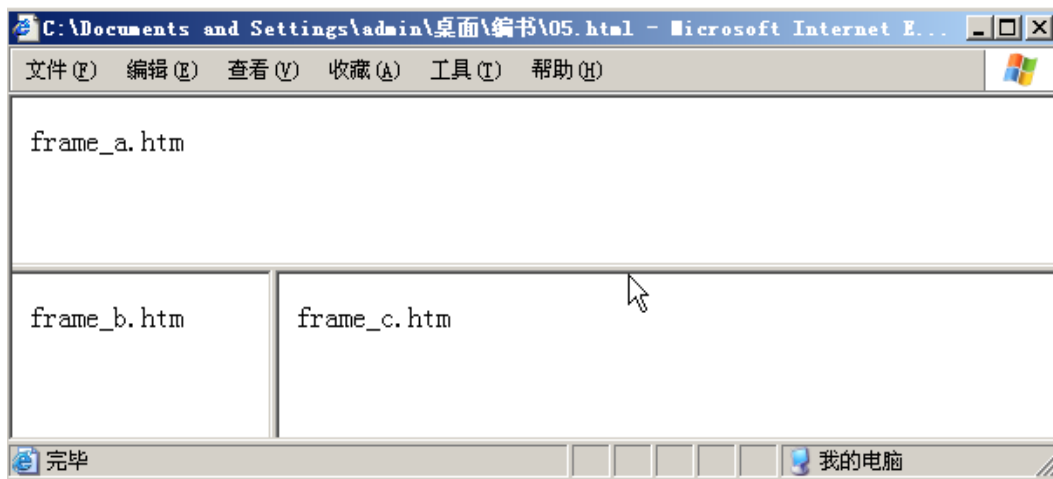 C:\Documents and Settings\admin\桌面\编书\05.html - Microsoft Internet E...
文件(F) 编辑(E) 查看(V) 收藏(A) 工具(T) 帮助(H)
frame_a.htm
frame_b.htm frame_c.htm
完毕 我的电脑